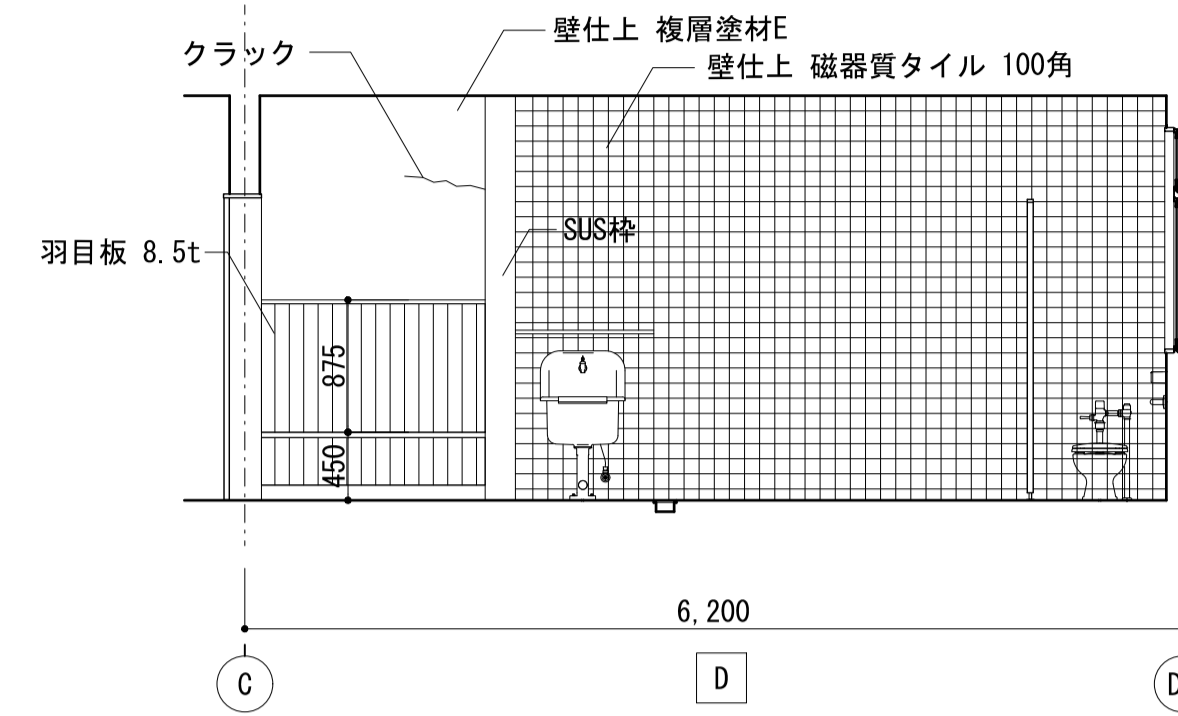 壁仕上 複層塗材E
クラック
壁仕上 磁器質タイル 100角
SUS枠
羽目板 8.5t
875
450
6,200
C
D
D